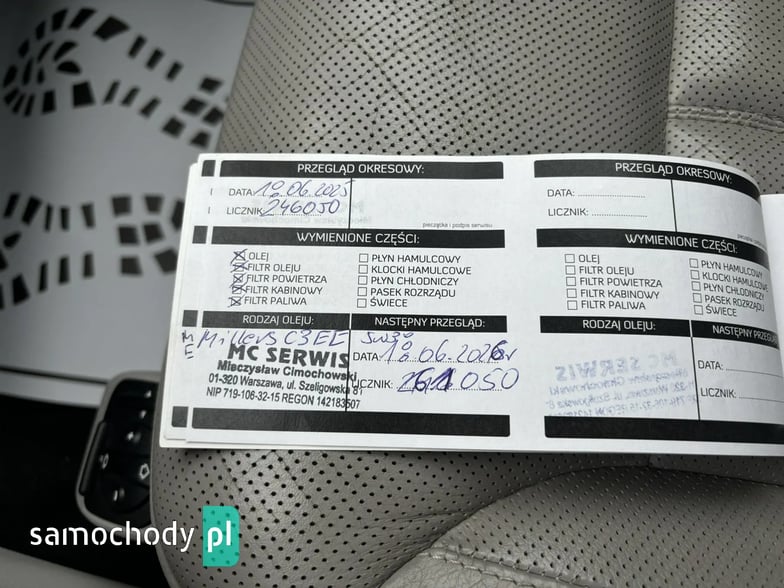 PRZEGLĄD OKRESOWY:
DATA: 10.06.2025
LICZNIK: 246050
pieczątka i podpis serwisu
WYMIENIONE CZĘŚCI:
OLEJ
FILTR OLEJU
FILTR POWIETRZA
FILTR KABINOWY
FILTR PALIWA
PŁYN HAMULCOWY
KLOCKI HAMULCOWE
PŁYN CHŁODNICZY
PASEK ROZRZĄDU
ŚWIECE
RODZAJ OLEJU:
Millers C3EE 5w30
MC SERWIS
Mieczysław Cimochowski
01-320 Warszawa, ul. Szeligowska 81
NIP 719-106-32-15 REGON 142183507
NASTĘPNY PRZEGLĄD:
DATA: 10.06.2026r
LICZNIK: 261050
PRZEGLĄD OKRESOWY:
DATA:
LICZNIK:
WYMIENIONE CZĘŚCI:
OLEJ
FILTR OLEJU
FILTR POWIETRZA
FILTR KABINOWY
FILTR PALIWA
PŁYN HAMULCOWY
KLOCKI HAMULCOWE
PŁYN CHŁODNICZY
PASEK ROZRZĄDU
ŚWIECE
RODZAJ OLEJU:
NASTĘPNY PRZEGLĄD:
DATA:
LICZNIK:
samochody pl